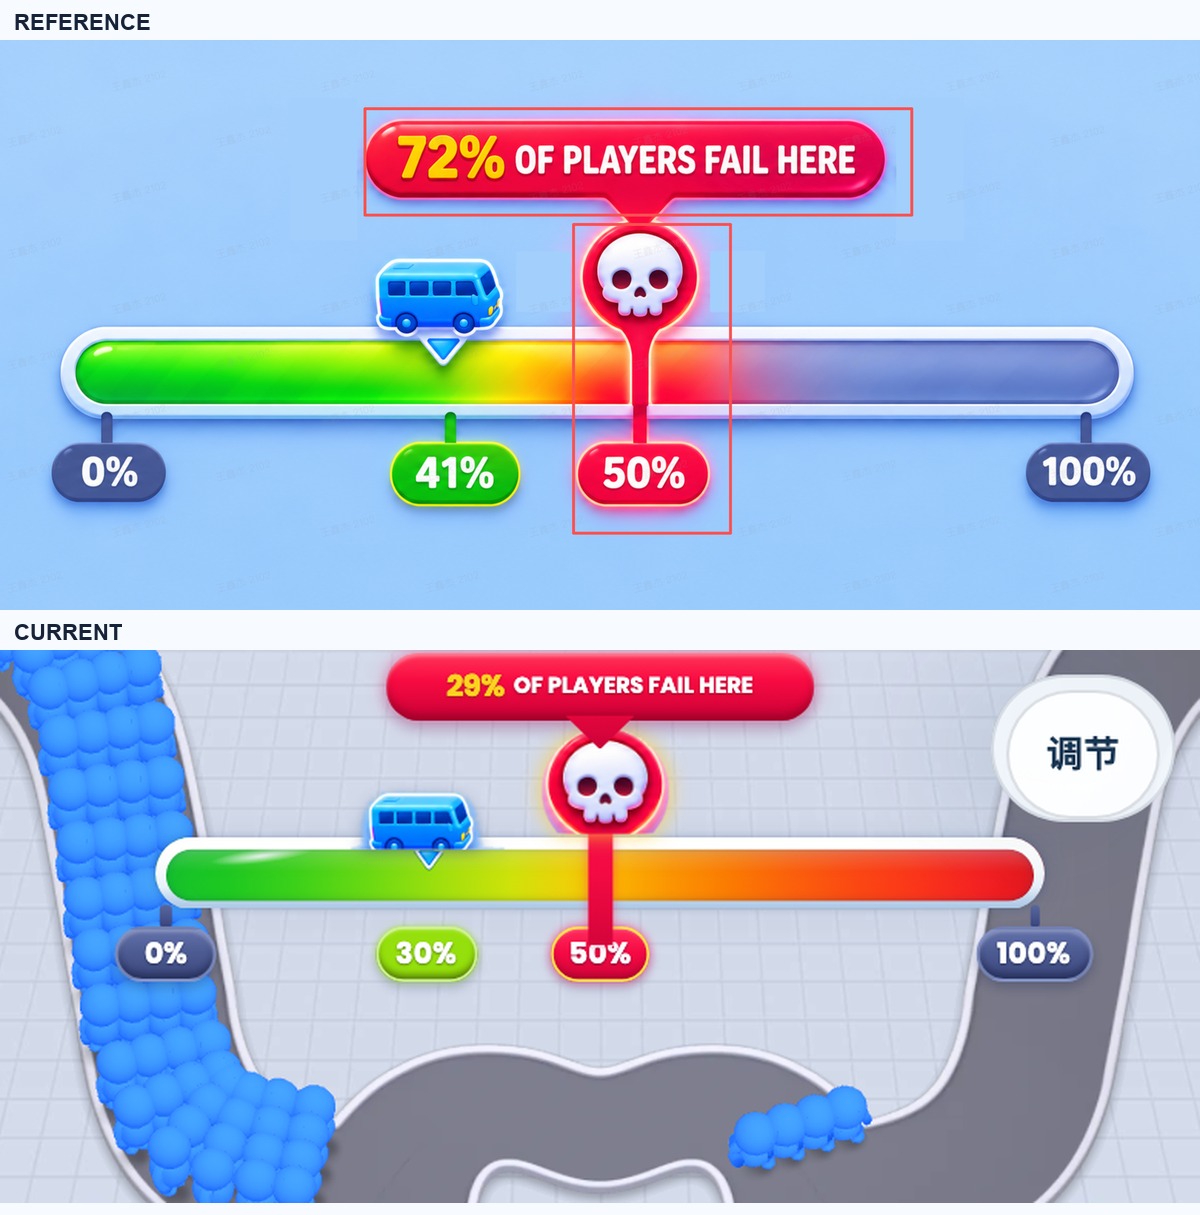 REFERENCE
72% OF PLAYERS FAIL HERE
0%
41%
50%
100%
CURRENT
29% OF PLAYERS FAIL HERE
调节
0%
30%
50%
100%